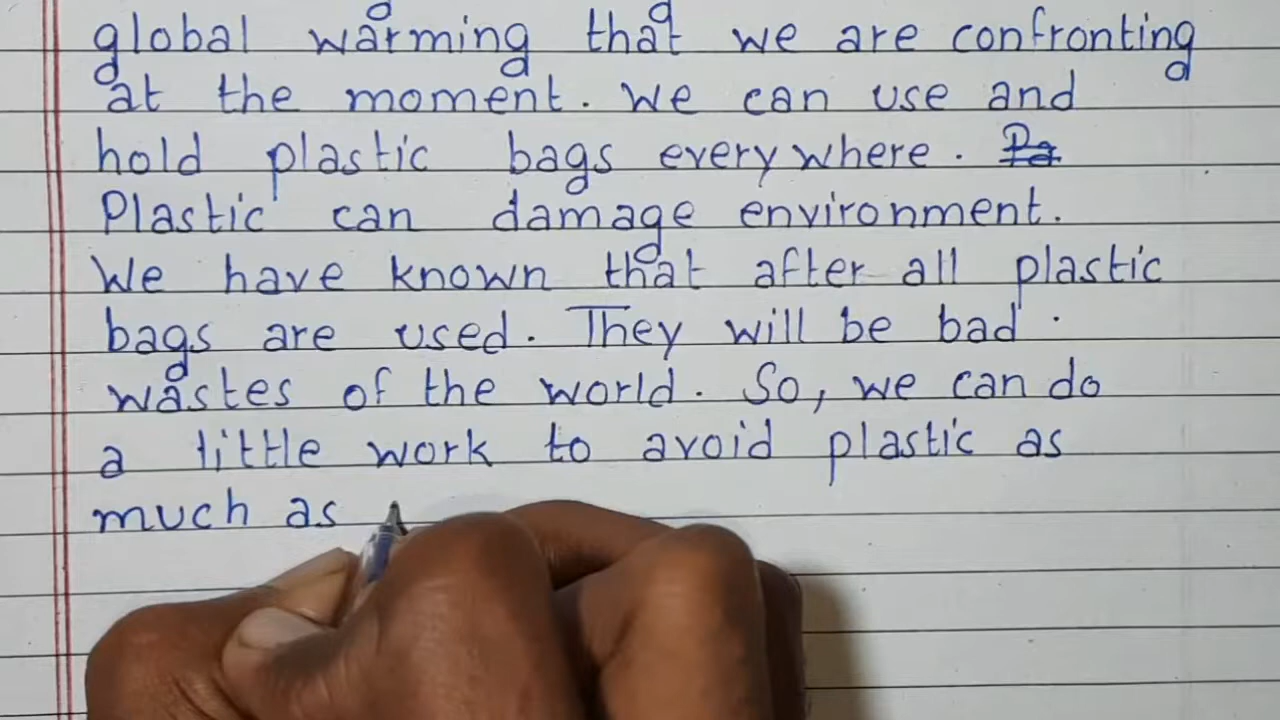 global warming that we are confronting
at the moment. We can use and
hold plastic bags everywhere. Pa
Plastic can damage environment.
We have known that after all plastic
bags are used. They will be bad
wastes of the world. So, we can do
a little work to avoid plastic as
much as